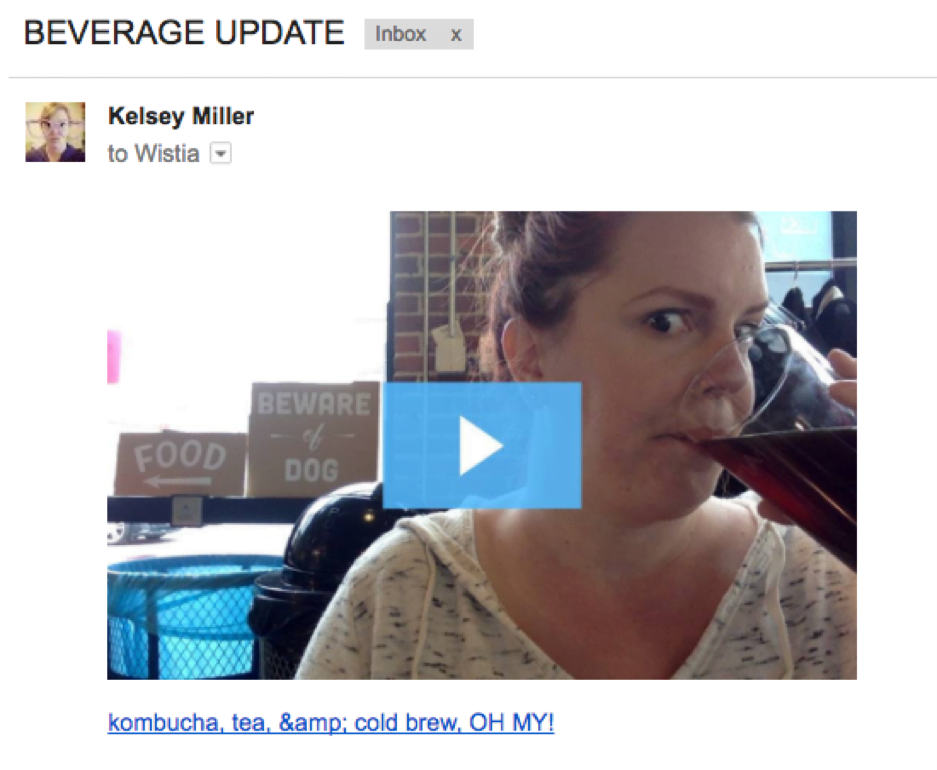 BEVERAGE UPDATE Inbox x
Kelsey Miller
to Wistia
BEWARE
of
DOG
FOOD
kombucha, tea, &amp; cold brew, OH MY!